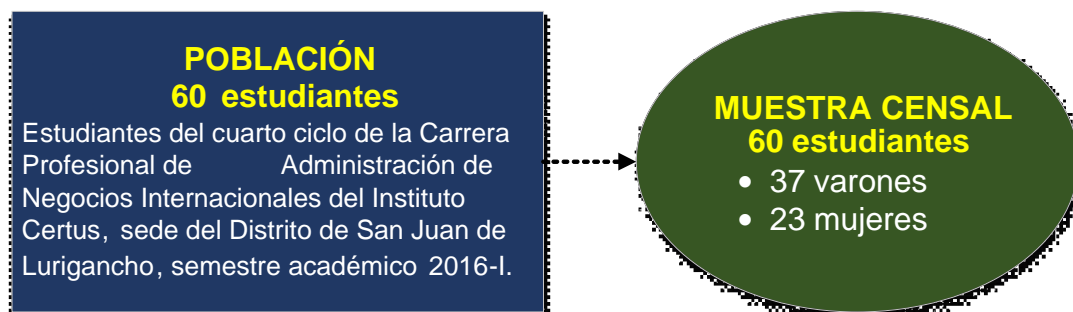 POBLACIÓN
60 estudiantes
Estudiantes del cuarto ciclo de la Carrera
Profesional de Administración de
Negocios Internacionales del Instituto
Certus, sede del Distrito de San Juan de
Lurigancho, semestre académico 2016-I.
MUESTRA CENSAL
60 estudiantes
• 37 varones
• 23 mujeres